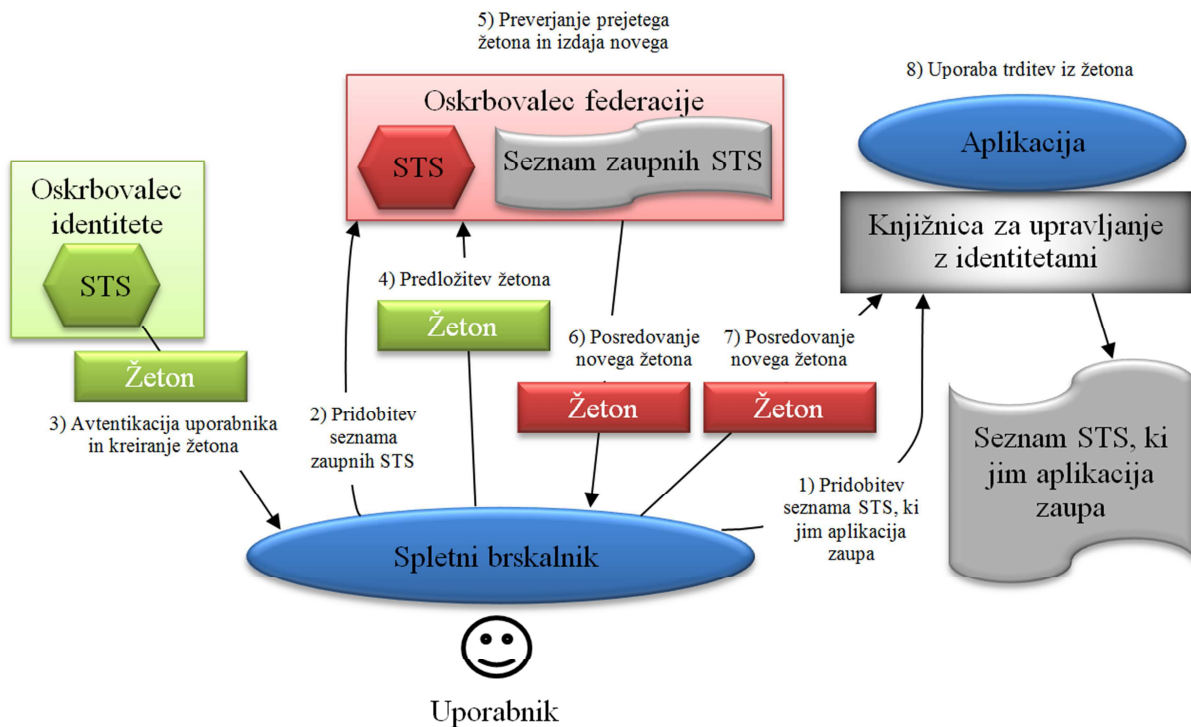 5) Preverjanje prejetega
žetona in izdaja novega
8) Uporaba trditev iz žetona
Oskrbovalec federacije
STS
Seznam zaupnih STS
Aplikacija
Oskrbovalec
identitete
STS
Knjižnica za upravljanje
z identitetami
4) Predložitev žetona
Žeton
6) Posredovanje
novega žetona
7) Posredovanje
novega žetona
Žeton
Žeton
Žeton
3) Avtentikacija uporabnika
in kreiranje žetona
2) Pridobitev
seznama
zaupnih STS
Seznam STS, ki
jim aplikacija
zaupa
1) Pridobitev
seznama STS, ki
jim aplikacija
zaupa
Spletni brskalnik
Uporabnik